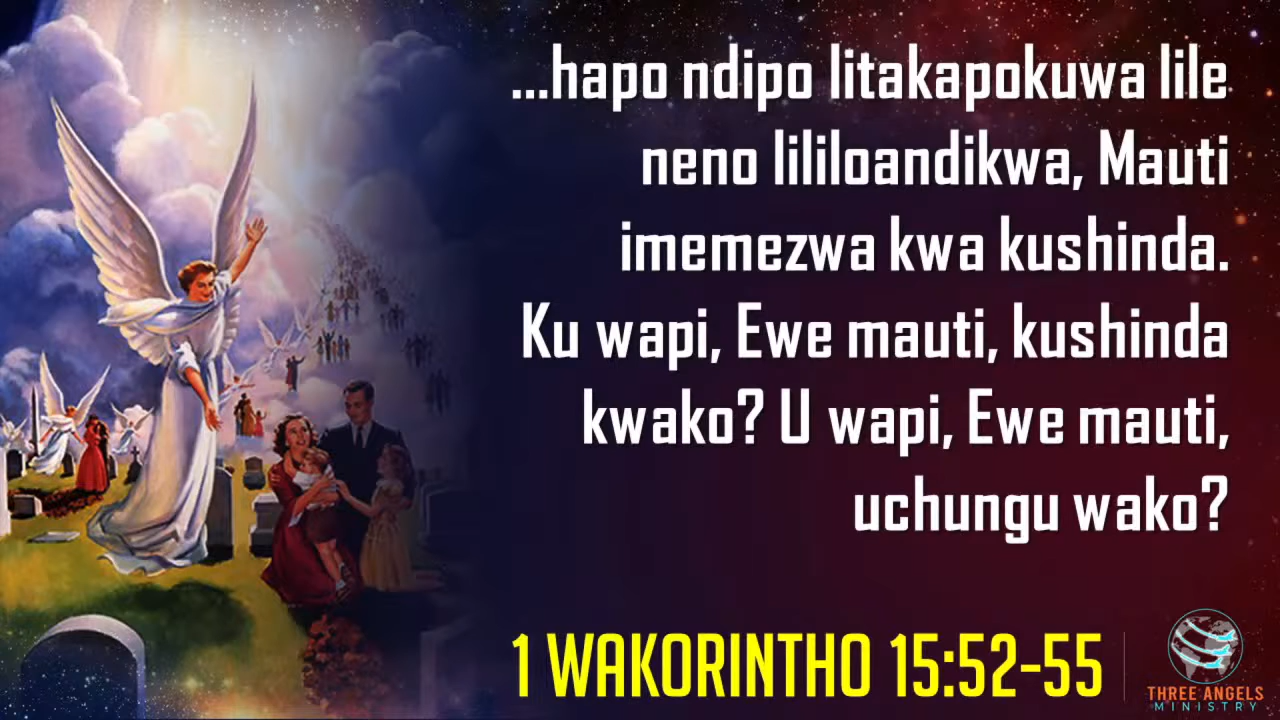 ...hapo ndipo litakapokuwa lile
neno lililoandikwa, Mauti
imemezwa kwa kushinda.
Ku wapi, Ewe mauti, kushinda
kwako? U wapi, Ewe mauti,
uchungu wako?
1 WAKORINTHO 15:52-55
THREE ANGELS
MINISTRY